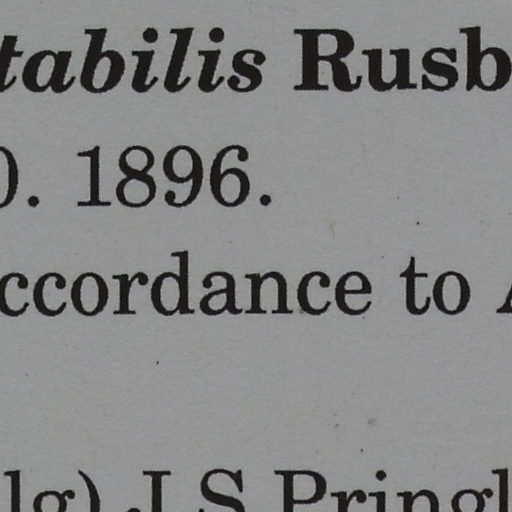 tabilis Rusb
). 1896.
ccordance to
lg) J S Pringl